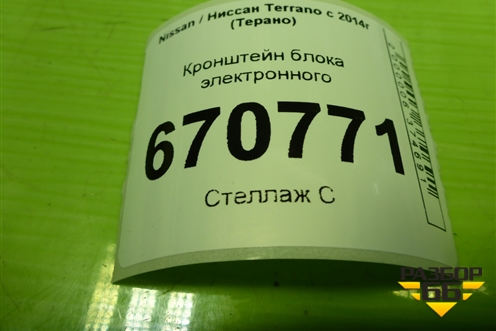 Nissan / Ниссан Terrano с 2014г
(Терано)
Кронштейн блока
электронного
670771
Стеллаж С
РАЗБОР
66